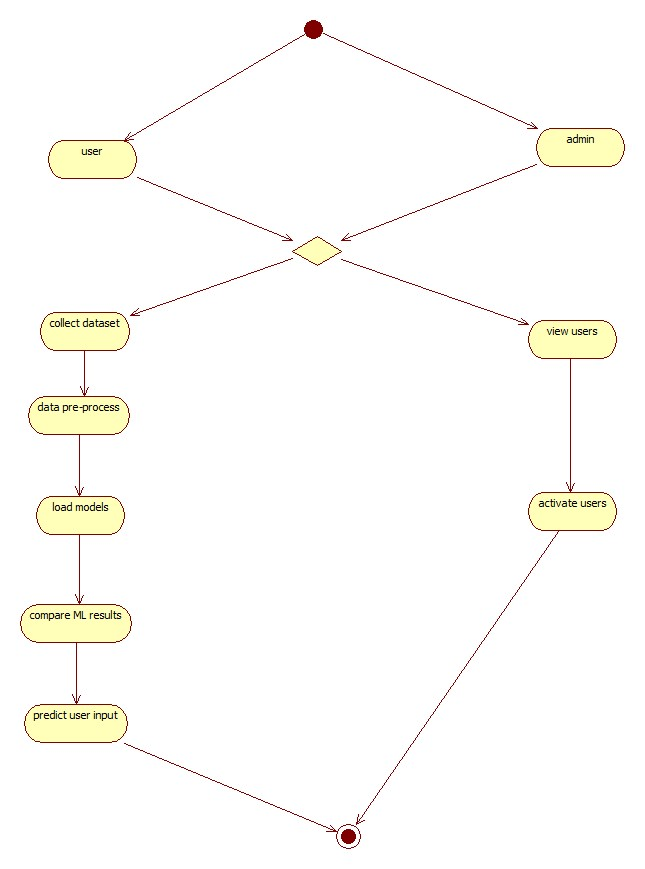 user
admin
collect dataset
view users
data pre-process
load models
activate users
compare ML results
predict user input